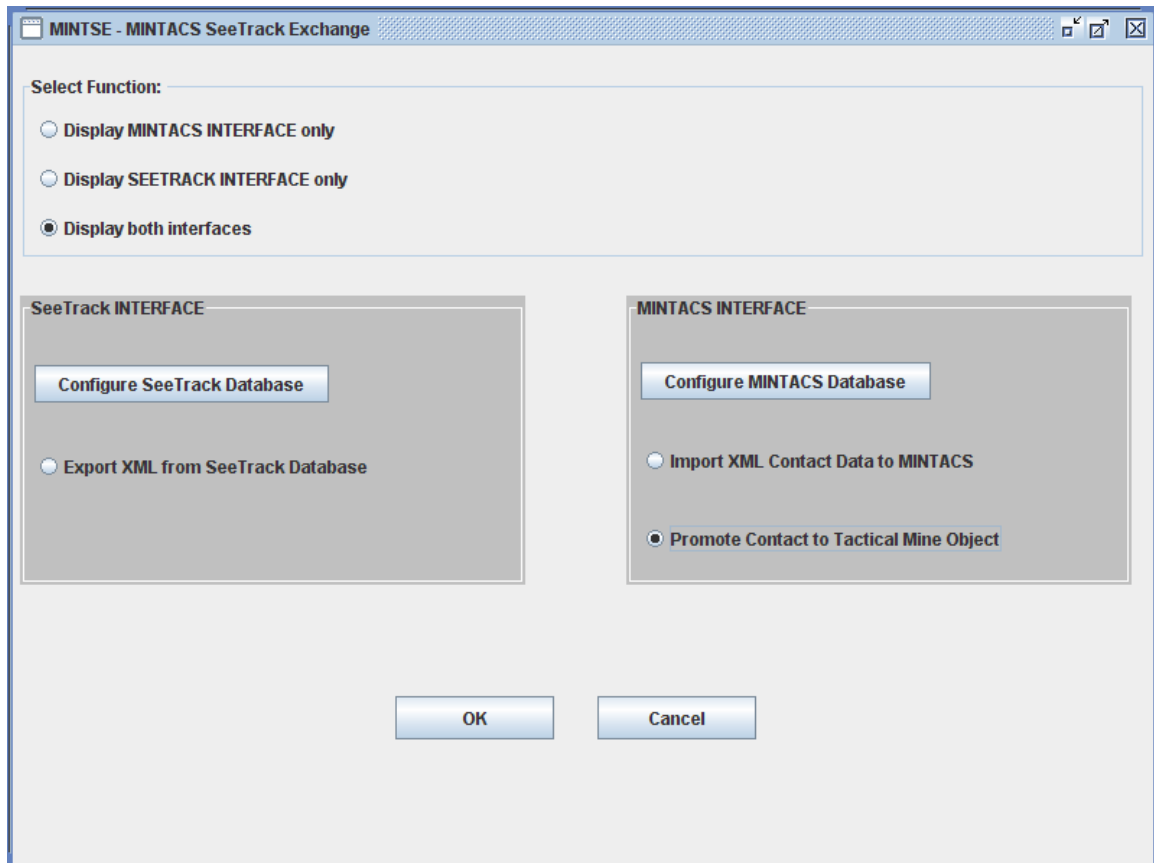 MINTSE - MINTACS SeeTrack Exchange
Select Function:
Display MINTACS INTERFACE only
Display SEETRACK INTERFACE only
Display both interfaces
SeeTrack INTERFACE
Configure SeeTrack Database
Export XML from SeeTrack Database
MINTACS INTERFACE
Configure MINTACS Database
Import XML Contact Data to MINTACS
Promote Contact to Tactical Mine Object
OK
Cancel